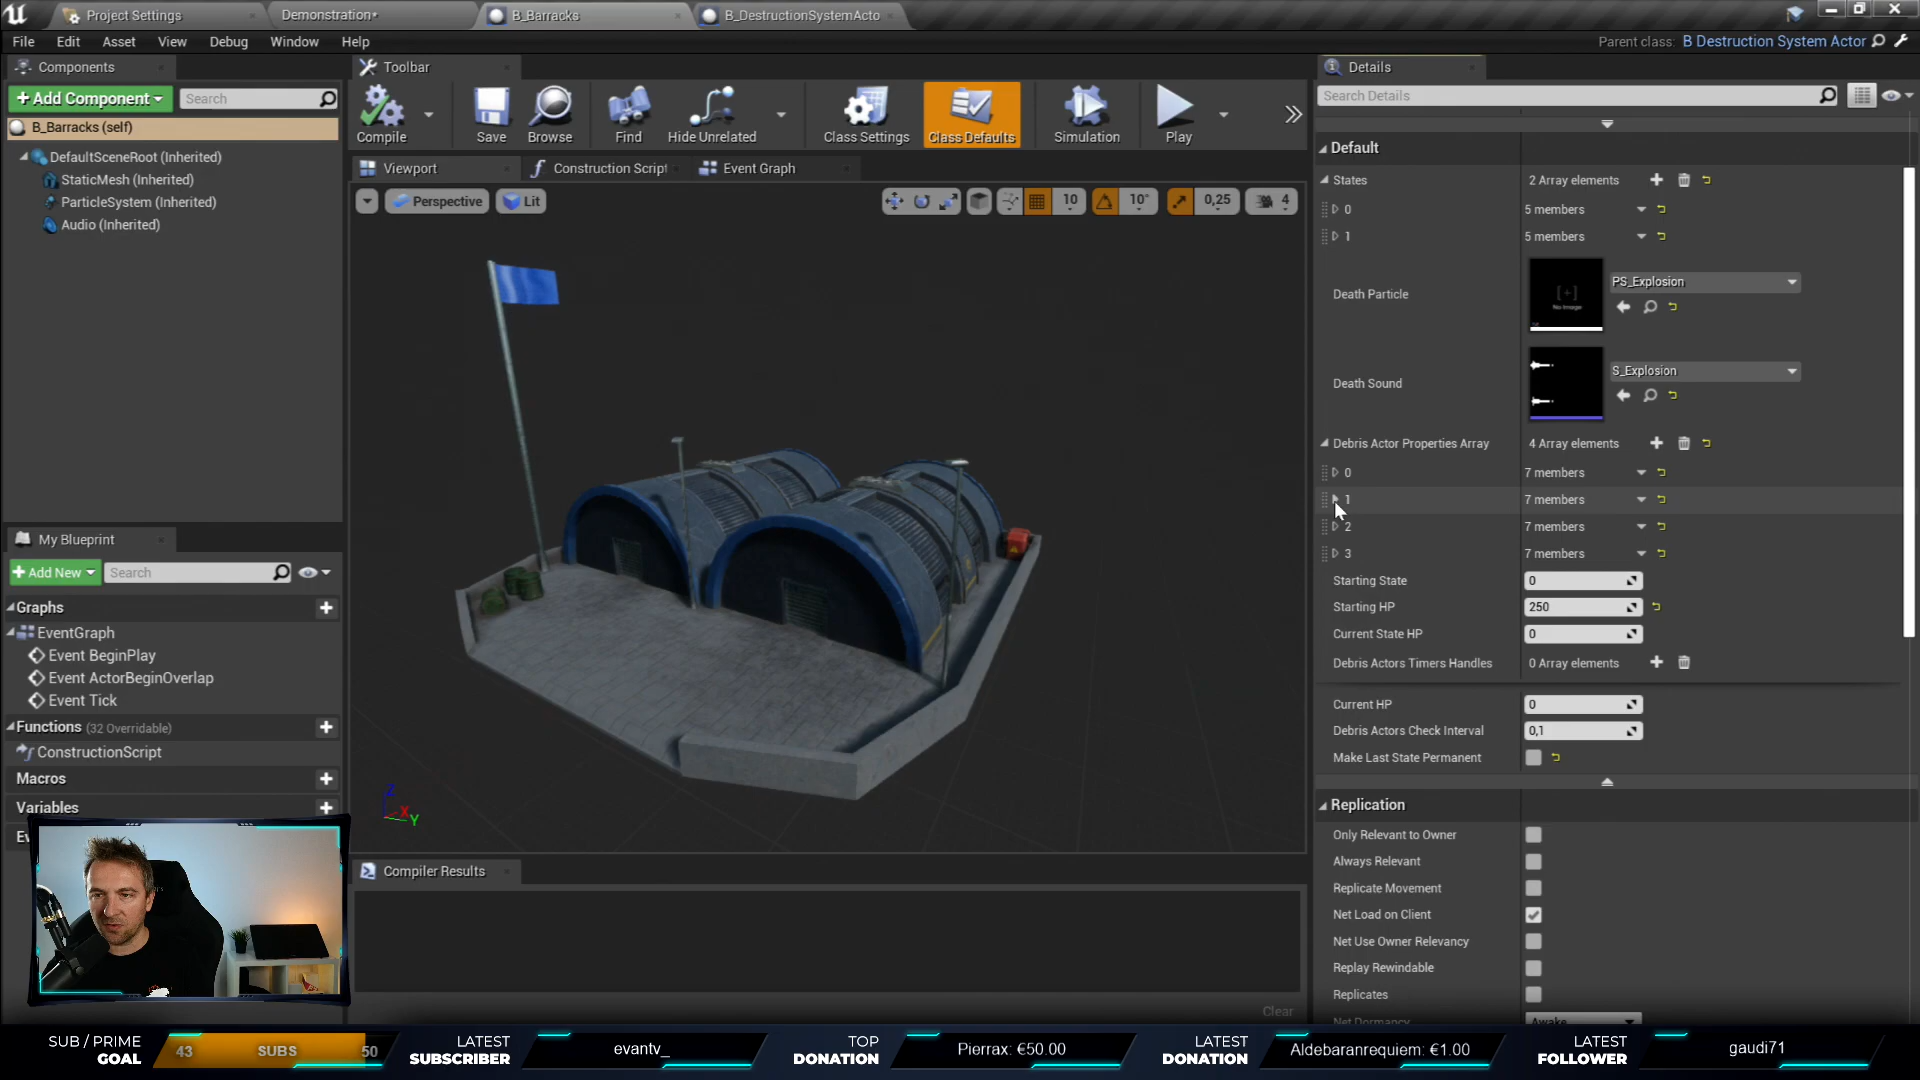 Project Settings
Demonstration*
B_Barracks
B_DestructionSystemActo
File Edit Asset View Debug Window Help
Parent class: B Destruction System Actor
Components
+ Add Component
Search
B_Barracks (self)
DefaultSceneRoot (Inherited)
StaticMesh (Inherited)
ParticleSystem (Inherited)
Audio (Inherited)
My Blueprint
+ Add New
Search
Graphs
EventGraph
Event BeginPlay
Event ActorBeginOverlap
Event Tick
Functions (32 Overridable)
ConstructionScript
Macros
Variables
Toolbar
Compile
Save
Browse
Find
Hide Unrelated
Class Settings
Class Defaults
Simulation
Play
Viewport
Construction Script
Event Graph
Perspective
Lit
10
10°
0,25
4
Z
X
Y
Compiler Results
Clear
Details
Search Details
Default
States 2 Array elements
0 5 members
1 5 members
Death Particle
No Image
PS_Explosion
Death Sound
S_Explosion
Debris Actor Properties Array 4 Array elements
0 7 members
1 7 members
2 7 members
3 7 members
Starting State 0
Starting HP 250
Current State HP 0
Debris Actors Timers Handles 0 Array elements
Current HP 0
Debris Actors Check Interval 0,1
Make Last State Permanent
Replication
Only Relevant to Owner
Always Relevant
Replicate Movement
Net Load on Client
Net Use Owner Relevancy
Replay Rewindable
Replicates
Net Dormancy Awake
SUB / PRIME
GOAL
43 SUBS 50
LATEST
SUBSCRIBER
evantv_
TOP
DONATION
Pierrax: €50.00
LATEST
DONATION
Aldebaranrequiem: €1.00
LATEST
FOLLOWER
gaudi71